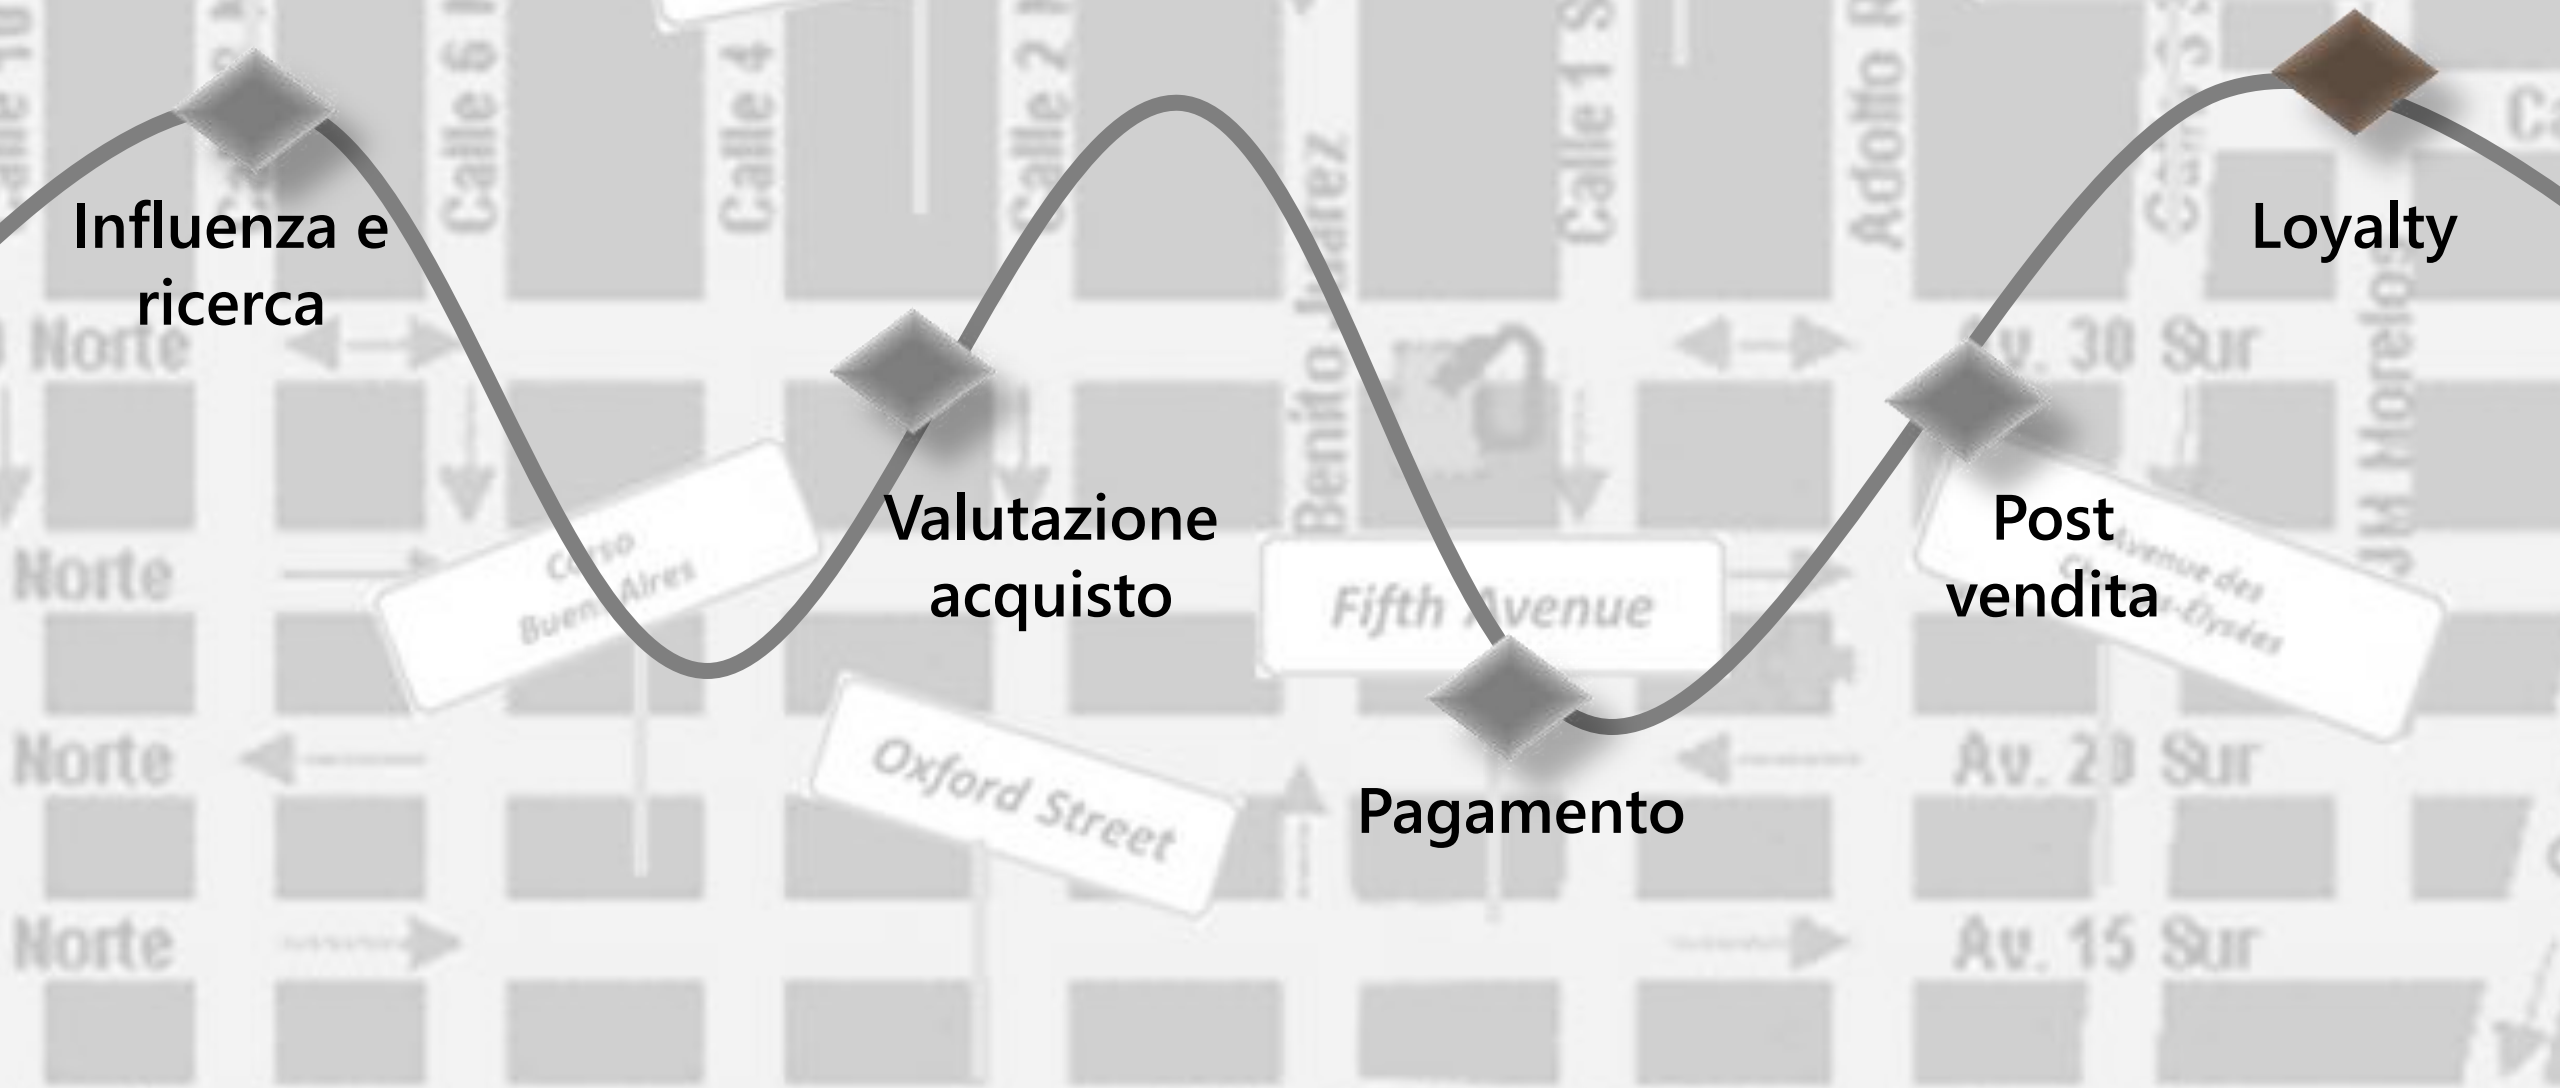 Calle 6
Calle 4
Calle 2
Benito Juarez
Calle 1 S
Adolfo R
Influenza e
ricerca
Loyalty
Norte
Av. 30 Sur
Valutazione
acquisto
Post
vendita
Corso
Buenos Aires
Fifth Avenue
Avenue des
Norte
Oxford Street
Pagamento
Norte
Av. 20 Sur
Norte
Av. 15 Sur